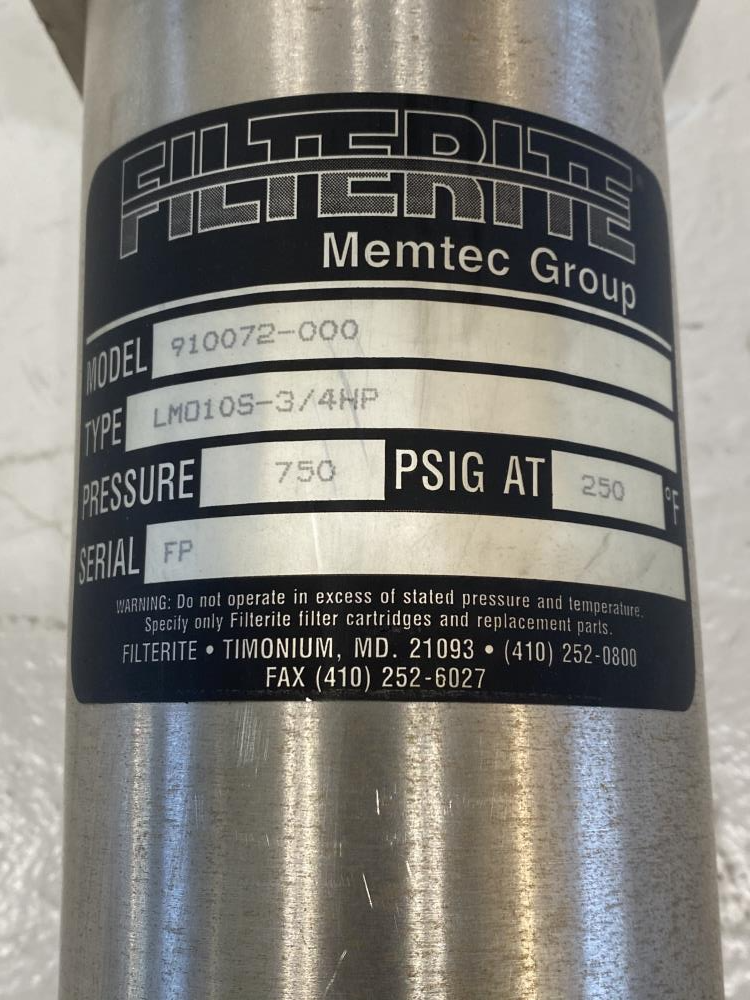 FILTERITE
Memtec Group
MODEL 910072-000
TYPE LMO10S-3/4HP
PRESSURE 750 PSIG AT 250 °F
SERIAL FP
WARNING: Do not operate in excess of stated pressure and temperature.
Specify only Filterite filter cartridges and replacement parts.
FILTERITE • TIMONIUM, MD. 21093 • (410) 252-0800
FAX (410) 252-6027